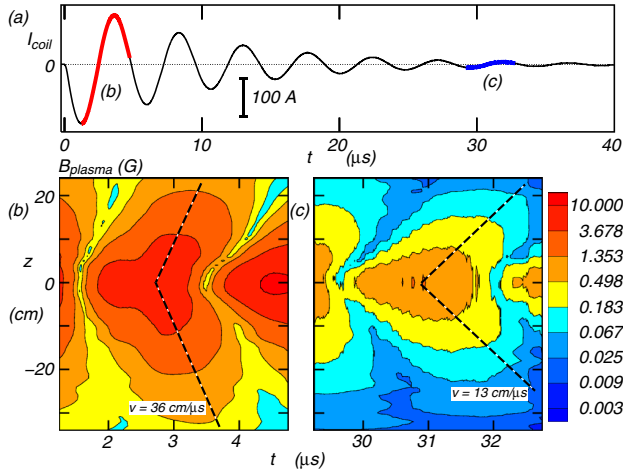 (a)
I_coil
0
(b)
100 A
(c)
0 10 20 30 40
t (μs)
B_plasma (G)
(b)
(c)
20
z
0
(cm)
−20
v = 36 cm/μs
v = 13 cm/μs
2 3 4
30 31 32
t (μs)
10.000
3.678
1.353
0.498
0.183
0.067
0.025
0.009
0.003